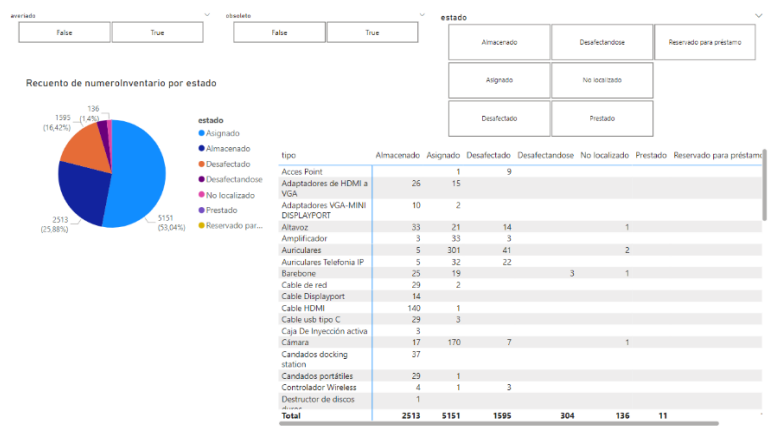 averiado
False True
obsoleto
False True
estado
Almacenado Desafectandose Reservado para préstamo
Asignado No localizado
Desafectado Prestado
Recuento de numeroInventario por estado
136
(1,4%)
1595
(16,42%)
2513
(25,88%)
5151
(53,04%)
estado
Asignado
Almacenado
Desafectado
Desafectandose
No localizado
Prestado
Reservado par...
tipo Almacenado Asignado Desafectado Desafectandose No localizado Prestado Reservado para préstamo
Acces Point 1 9
Adaptadores de HDMI a 26 15
VGA
Adaptadores VGA-MINI 10 2
DISPLAYPORT
Altavoz 33 21 14 1
Amplificador 3 33 3
Auriculares 5 301 41 2
Auriculares Telefonia IP 5 32 22
Barebone 25 19 3 1
Cable de red 29 2
Cable Displayport 14
Cable HDMI 140 1
Cable usb tipo C 29 3
Caja De Inyección activa 3
Cámara 17 170 7 1
Candados docking 37
station
Candados portátiles 29 1
Controlador Wireless 4 1 3
Destructor de discos 1
Total 2513 5151 1595 304 136 11